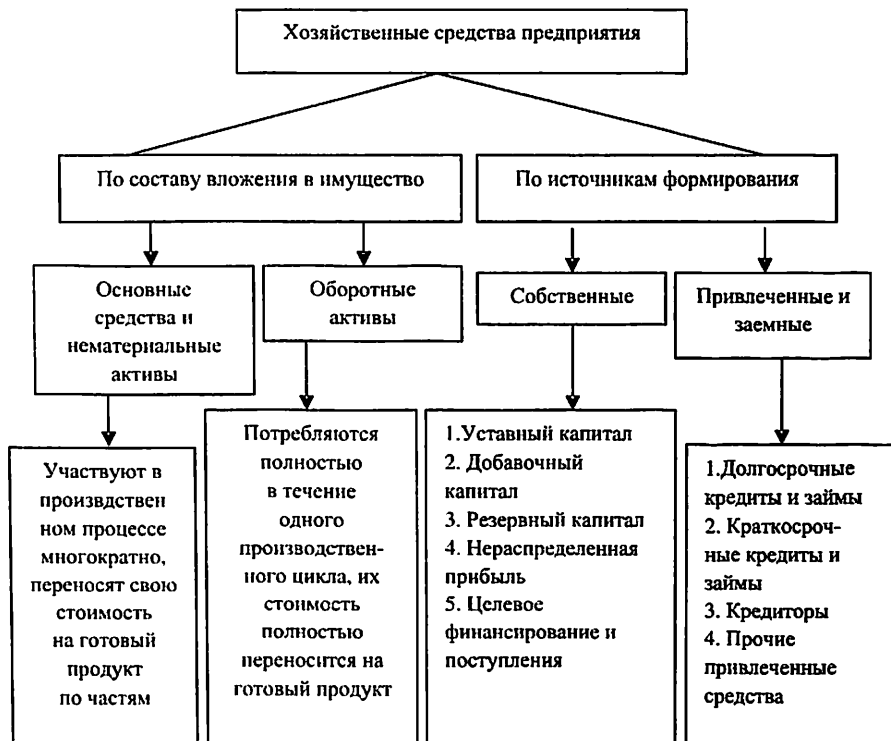 Хозяйственные средства предприятия
По составу вложения в имущество
По источникам формирования
Основные
средства и
нематериальные
активы
Оборотные
активы
Собственные
Привлеченные и
заемные
Участвуют в
произвдствен
ном процессе
многократно,
переносят свою
стоимость
на готовый
продукт
по частям
Потребляются
полностью
в течение
одного
производствен-
ного цикла, их
стоимость
полностью
переносится на
готовый продукт
1.Уставный капитал
2. Добавочный
капитал
3. Резервный капитал
4. Нераспределенная
прибыль
5. Целевое
финансирование и
поступления
1.Долгосрочные
кредиты и займы
2. Краткосроч-
ные кредиты и
займы
3. Кредиторы
4. Прочие
привлеченные
средства